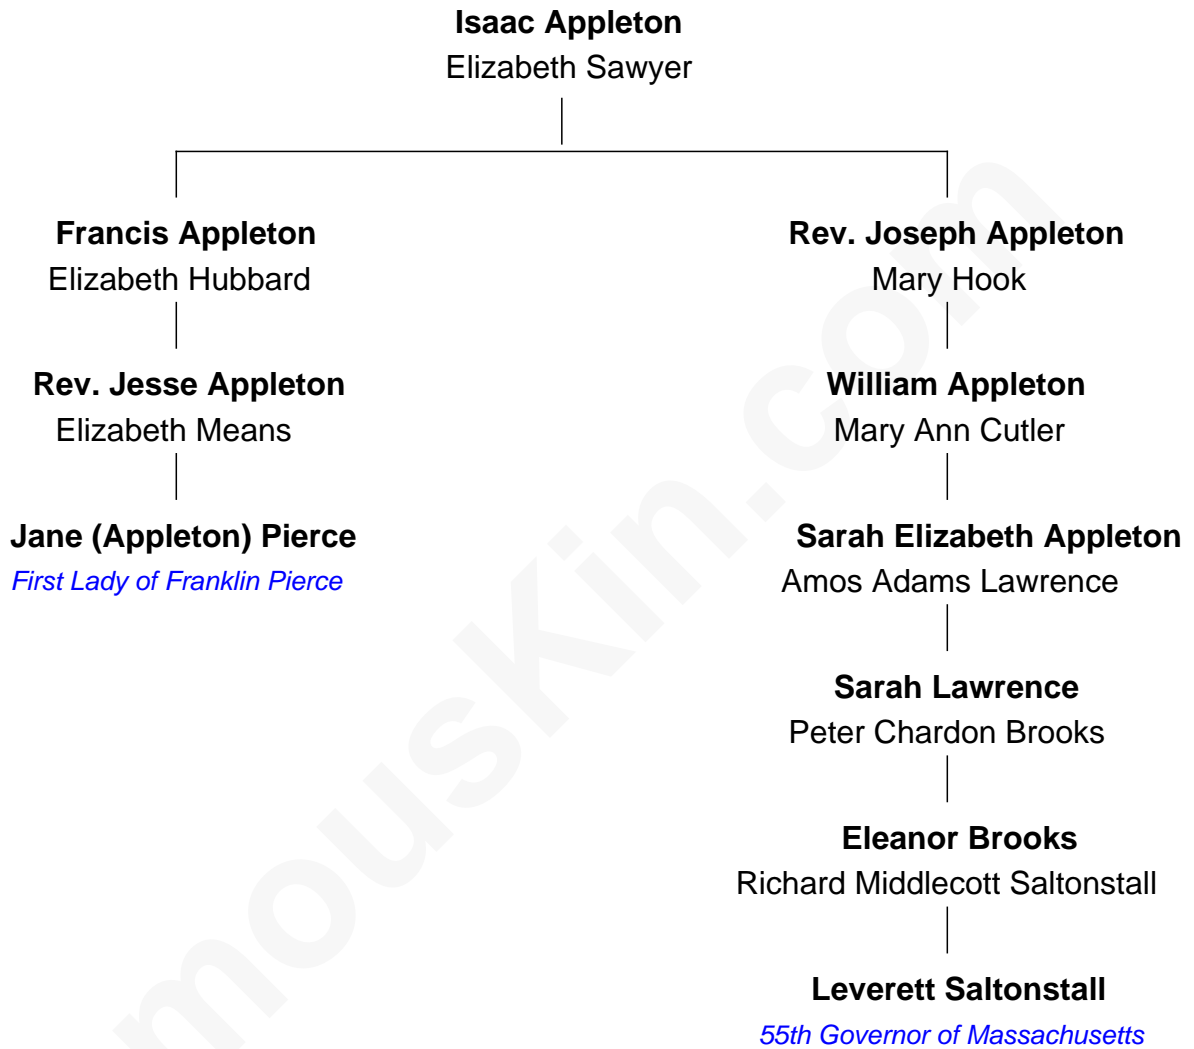 Isaac Appleton
Elizabeth Sawyer
Francis Appleton
Elizabeth Hubbard
Rev. Jesse Appleton
Elizabeth Means
Jane (Appleton) Pierce
First Lady of Franklin Pierce
Rev. Joseph Appleton
Mary Hook
William Appleton
Mary Ann Cutler
Sarah Elizabeth Appleton
Amos Adams Lawrence
Sarah Lawrence
Peter Chardon Brooks
Eleanor Brooks
Richard Middlecott Saltonstall
Leverett Saltonstall
55th Governor of Massachusetts
mousKin.com